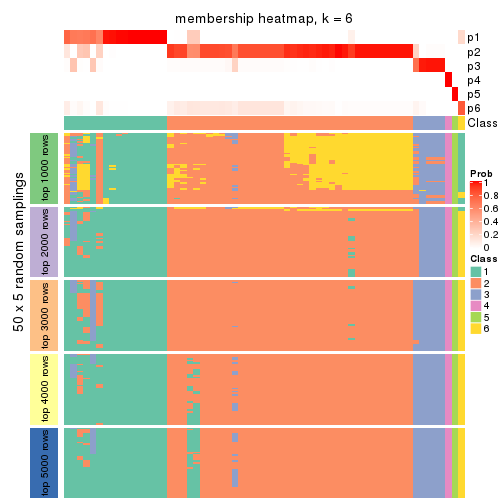 membership heatmap, k = 6
p1
p2
p3
p4
p5
p6
Class
50 x 5 random samplings
top 1000 rows
top 2000 rows
top 3000 rows
top 4000 rows
top 5000 rows
Prob
1
0.8
0.6
0.4
0.2
0
Class
1
2
3
4
5
6